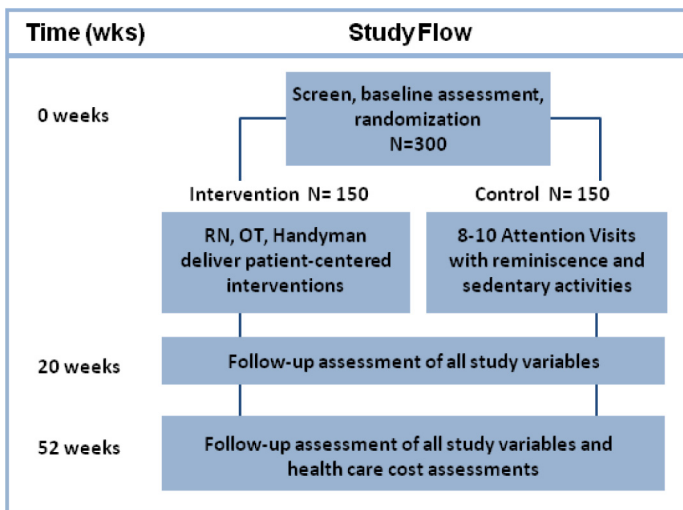 Time (wks) Study Flow
0 weeks
Screen, baseline assessment,
randomization
N=300
Intervention N= 150
Control N= 150
RN, OT, Handyman
deliver patient-centered
interventions
8-10 Attention Visits
with reminiscence and
sedentary activities
20 weeks
Follow-up assessment of all study variables
52 weeks
Follow-up assessment of all study variables and
health care cost assessments